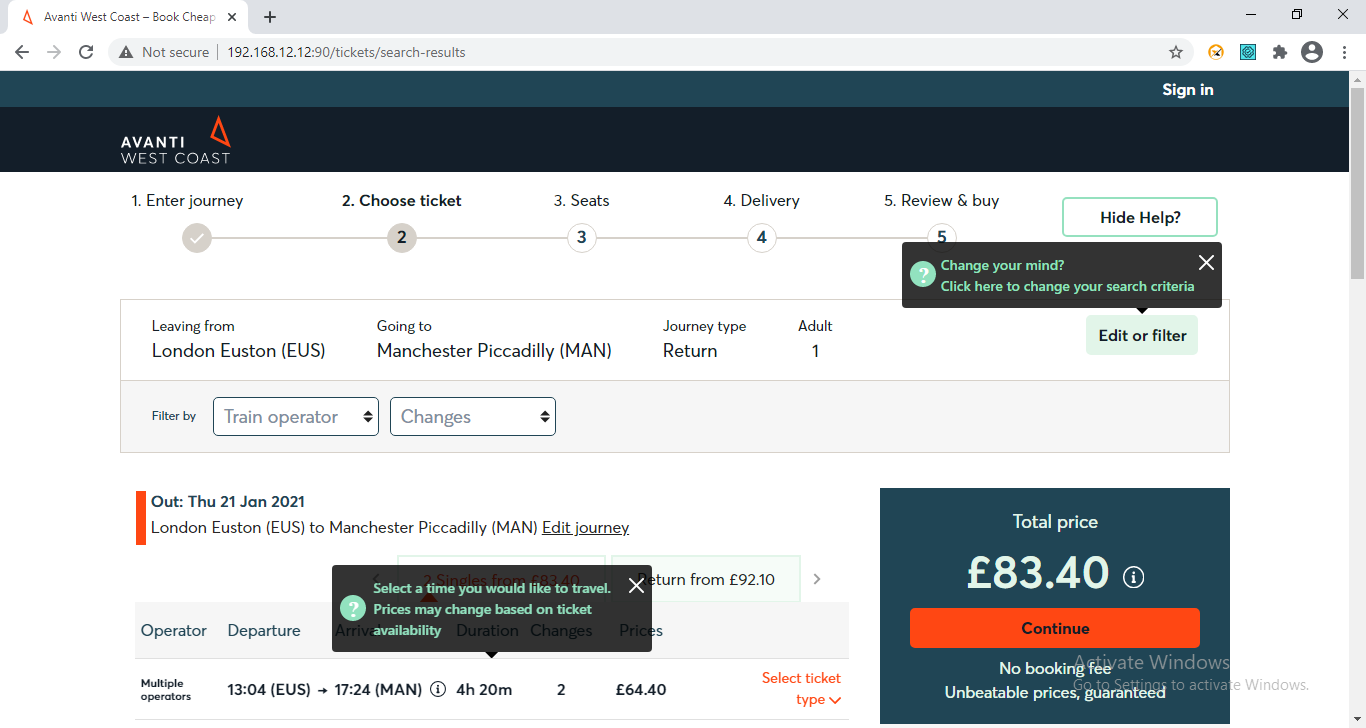 Avanti West Coast – Book Cheap
Not secure
192.168.12.12:90/tickets/search-results
Sign in
AVANTI
WEST COAST
1. Enter journey
2. Choose ticket
3. Seats
4. Delivery
5. Review & buy
2
3
4
5
Hide Help?
Change your mind?
Click here to change your search criteria
Leaving from
London Euston (EUS)
Going to
Manchester Piccadilly (MAN)
Journey type
Return
Adult
1
Edit or filter
Filter by
Train operator
Changes
Out: Thu 21 Jan 2021
London Euston (EUS) to Manchester Piccadilly (MAN) Edit journey
2 Singles from £83.40
Return from £92.10
Select a time you would like to travel.
Prices may change based on ticket
availability
Operator Departure Arrival Duration Changes Prices
Multiple
operators
13:04 (EUS) → 17:24 (MAN) 4h 20m 2 £64.40
Select ticket
type
Total price
£83.40
Continue
No booking fee
Unbeatable prices, guaranteed
Activate Windows
Go to Settings to activate Windows.